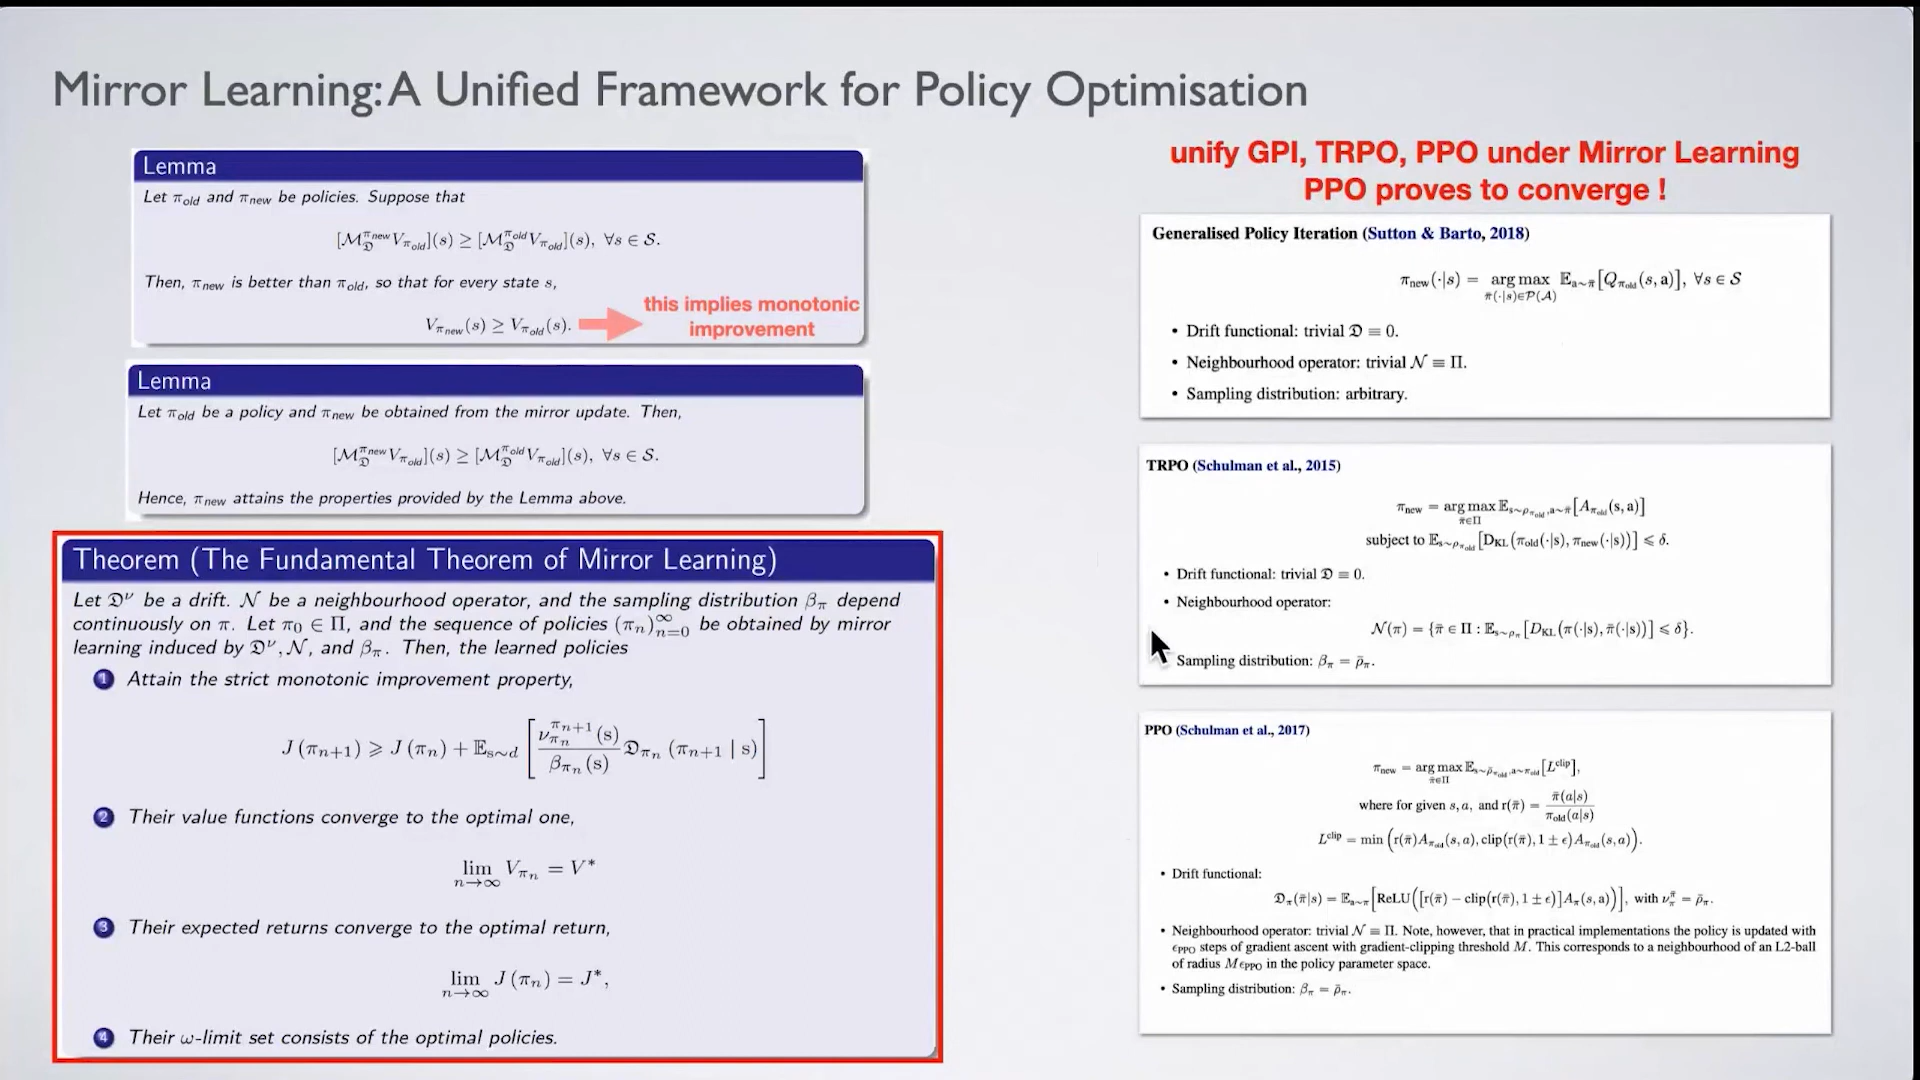 Mirror Learning: A Unified Framework for Policy Optimisation
Lemma
Let π_old and π_new be policies. Suppose that
[𝓜_𝔇^{π_new} V_{π_old}](s) ≥ [𝓜_𝔇^{π_old} V_{π_old}](s), ∀s ∈ 𝒮.
Then, π_new is better than π_old, so that for every state s,
V_{π_new}(s) ≥ V_{π_old}(s).
this implies monotonic
improvement
Lemma
Let π_old be a policy and π_new be obtained from the mirror update. Then,
[𝓜_𝔇^{π_new} V_{π_old}](s) ≥ [𝓜_𝔇^{π_old} V_{π_old}](s), ∀s ∈ 𝒮.
Hence, π_new attains the properties provided by the Lemma above.
Theorem (The Fundamental Theorem of Mirror Learning)
Let 𝔇^ν be a drift. 𝒩 be a neighbourhood operator, and the sampling distribution β_π depend
continuously on π. Let π_0 ∈ Π, and the sequence of policies (π_n)_{n=0}^∞ be obtained by mirror
learning induced by 𝔇^ν, 𝒩, and β_π. Then, the learned policies
1 Attain the strict monotonic improvement property,
J(π_{n+1}) ⩾ J(π_n) + 𝔼_{s∼d} [ ν_{π_n}^{π_{n+1}}(s) / β_{π_n}(s) 𝔇_{π_n}(π_{n+1} | s) ]
2 Their value functions converge to the optimal one,
lim_{n→∞} V_{π_n} = V*
3 Their expected returns converge to the optimal return,
lim_{n→∞} J(π_n) = J*,
4 Their ω-limit set consists of the optimal policies.
unify GPI, TRPO, PPO under Mirror Learning
PPO proves to converge !
Generalised Policy Iteration (Sutton & Barto, 2018)
π_new(·|s) = arg max_{π̄(·|s)∈𝒫(𝒜)} 𝔼_{a∼π̄}[Q_{π_old}(s, a)], ∀s ∈ 𝒮
• Drift functional: trivial 𝔇 ≡ 0.
• Neighbourhood operator: trivial 𝒩 ≡ Π.
• Sampling distribution: arbitrary.
TRPO (Schulman et al., 2015)
π_new = arg max_{π̄∈Π} 𝔼_{s∼ρ_{π_old}, a∼π̄}[A_{π_old}(s, a)]
subject to 𝔼_{s∼ρ_{π_old}}[D_KL(π_old(·|s), π_new(·|s))] ⩽ δ.
• Drift functional: trivial 𝔇 ≡ 0.
• Neighbourhood operator:
𝒩(π) = {π̄ ∈ Π : 𝔼_{s∼ρ_π}[D_KL(π(·|s), π̄(·|s))] ⩽ δ}.
Sampling distribution: β_π = ρ̄_π.
PPO (Schulman et al., 2017)
π_new = arg max_{π̄∈Π} 𝔼_{s∼ρ̄_{π_old}, a∼π_old}[L^clip],
where for given s, a, and r(π̄) = π̄(a|s) / π_old(a|s)
L^clip = min (r(π̄)A_{π_old}(s, a), clip(r(π̄), 1 ± ϵ)A_{π_old}(s, a)).
• Drift functional:
𝔇_π(π̄|s) = 𝔼_{a∼π}[ReLU([r(π̄) − clip(r(π̄), 1 ± ϵ)]A_π(s, a))], with ν_π^π̄ = ρ̄_π.
• Neighbourhood operator: trivial 𝒩 ≡ Π. Note, however, that in practical implementations the policy is updated with
ϵ_PPO steps of gradient ascent with gradient-clipping threshold M. This corresponds to a neighbourhood of an L2-ball
of radius Mϵ_PPO in the policy parameter space.
• Sampling distribution: β_π = ρ̄_π.